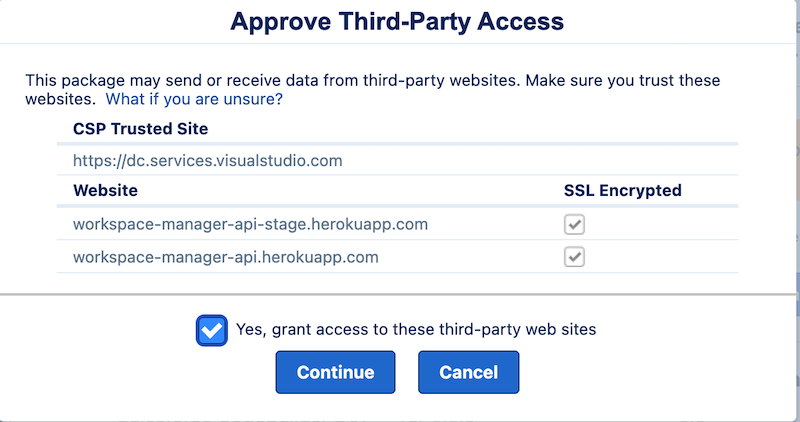 Approve Third-Party Access
This package may send or receive data from third-party websites. Make sure you trust these
websites. What if you are unsure?
CSP Trusted Site
https://dc.services.visualstudio.com
Website SSL Encrypted
workspace-manager-api-stage.herokuapp.com
workspace-manager-api.herokuapp.com
Yes, grant access to these third-party web sites
Continue Cancel